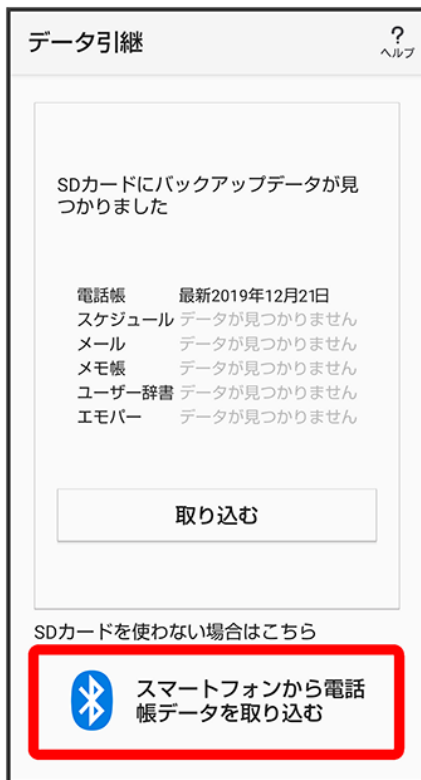 データ引継
?
ヘルプ
SDカードにバックアップデータが見
つかりました
電話帳 最新2019年12月21日
スケジュール データが見つかりません
メール データが見つかりません
メモ帳 データが見つかりません
ユーザー辞書 データが見つかりません
エモパー データが見つかりません
取り込む
SDカードを使わない場合はこちら
スマートフォンから電話
帳データを取り込む